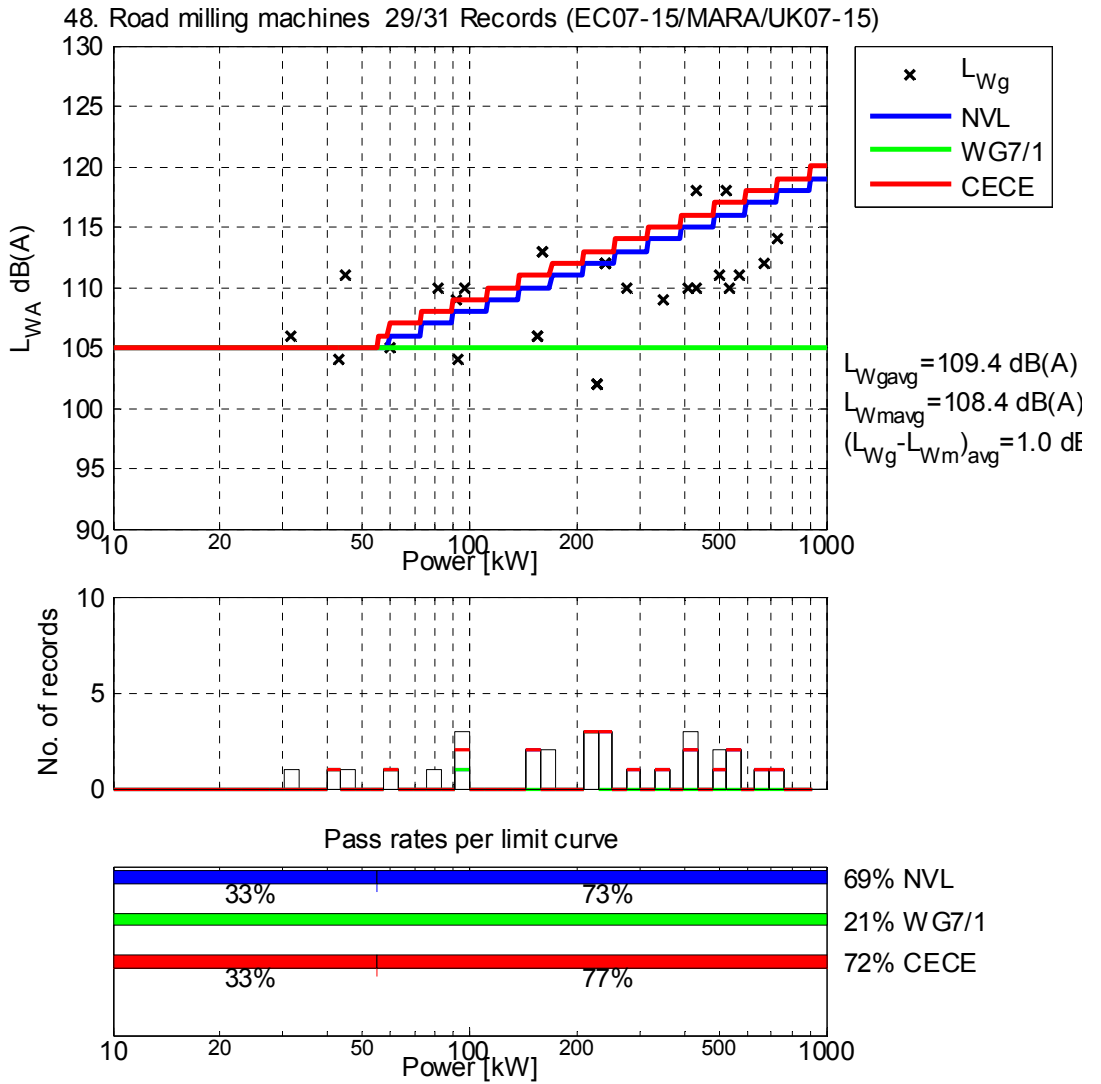 48. Road milling machines 29/31 Records (EC07-15/MARA/UK07-15)
130
125
120
115
110
105
100
95
90
L_WA dB(A)
10 20 50 100 200 500 1000
Power [kW]
L_Wg
NVL
WG7/1
CECE
L_Wgavg=109.4 dB(A)
L_Wmavg=108.4 dB(A)
(L_Wg-L_Wm)_avg=1.0 dB
10
5
0
No. of records
Pass rates per limit curve
33% 73% 69% NVL
21% WG7/1
33% 77% 72% CECE
10 20 50 100 200 500 1000
Power [kW]